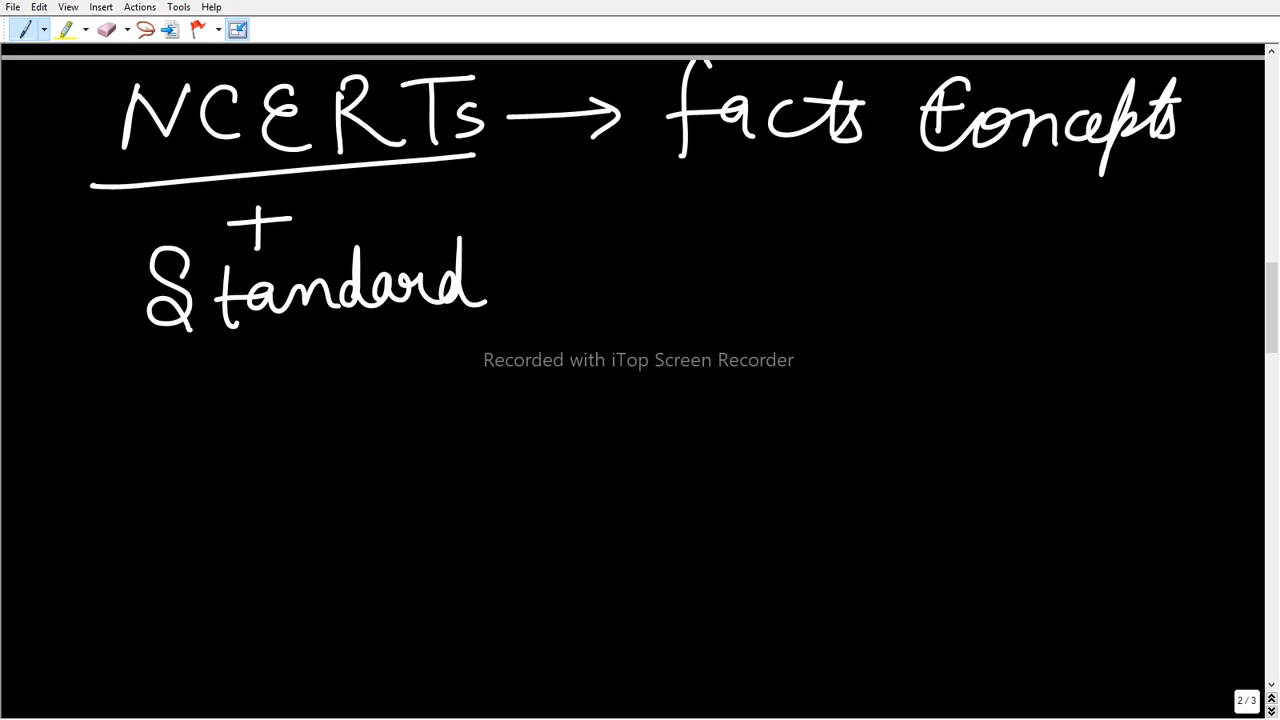 File Edit View Insert Actions Tools Help
NCERTs → facts Concepts
+
Standard
Recorded with iTop Screen Recorder
2/3